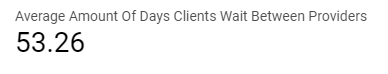 Average Amount Of Days Clients Wait Between Providers
53.26